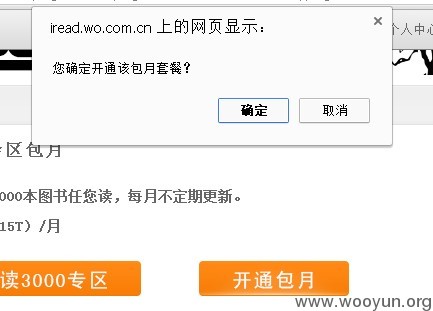 iread.wo.com.cn 上的网页显示：
个人中心
您确定开通该包月套餐？
确定 取消
专区包月
000本图书任您读，每月不定期更新。
15T）/月
读3000专区 开通包月
www.wooyun.org